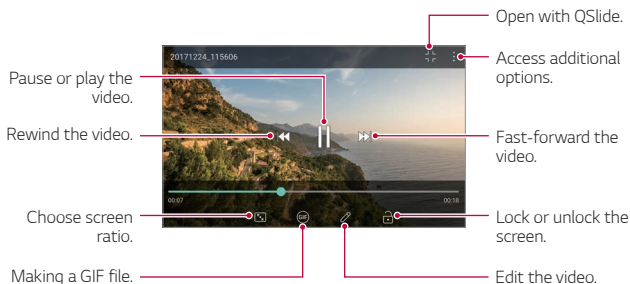 Open with QSlide.
20171224_115606
Access additional
options.
Pause or play the
video.
Rewind the video.
Fast-forward the
video.
00:07
00:18
Choose screen
ratio.
GIF
Lock or unlock the
screen.
Making a GIF file.
Edit the video.